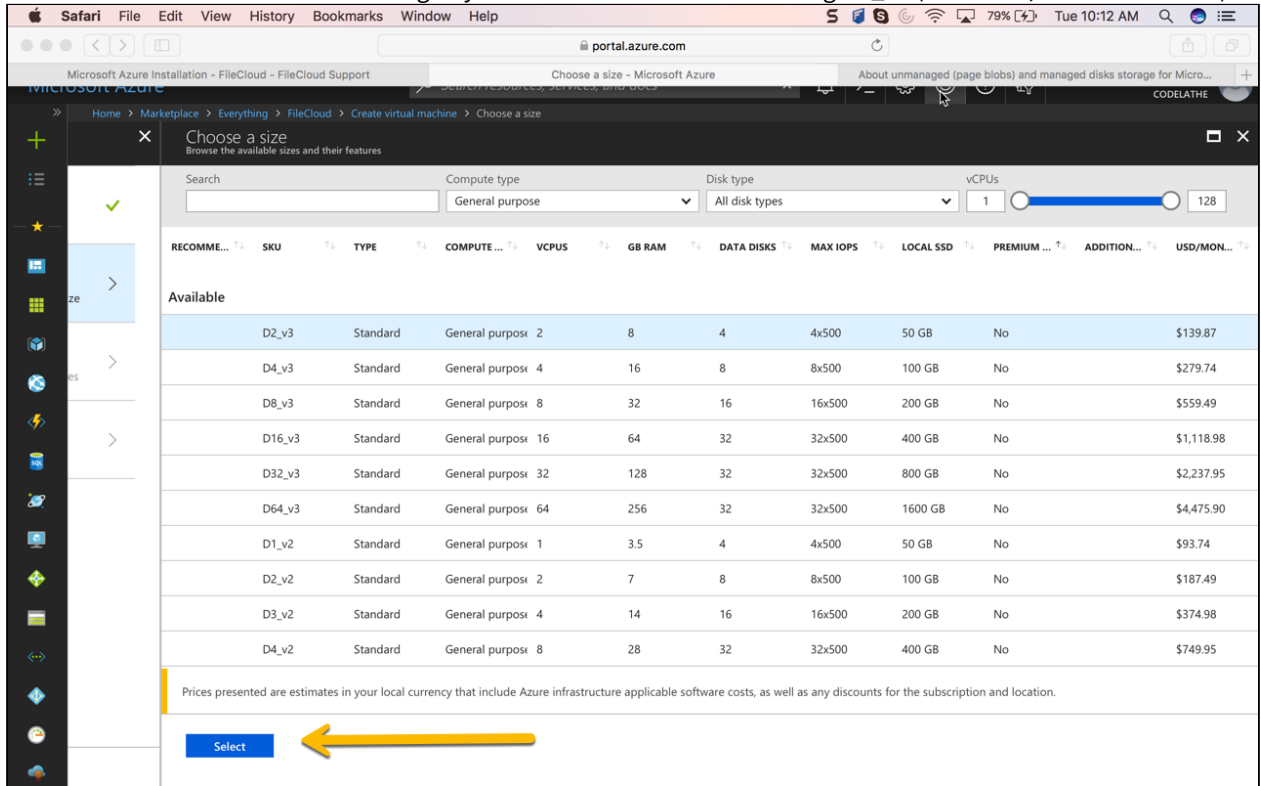 Safari File Edit View History Bookmarks Window Help 79% Tue 10:12 AM
portal.azure.com
Microsoft Azure Installation - FileCloud - FileCloud Support Choose a size - Microsoft Azure About unmanaged (page blobs) and managed disks storage for Micro...
Microsoft Azure Search resources, services, and docs CODELATHE
Home > Marketplace > Everything > FileCloud > Create virtual machine > Choose a size
Choose a size
Browse the available sizes and their features
Search Compute type Disk type vCPUs
General purpose All disk types 1 128
RECOMME... SKU TYPE COMPUTE ... VCPUS GB RAM DATA DISKS MAX IOPS LOCAL SSD PREMIUM ... ADDITION... USD/MON...
ze
Available
D2_v3 Standard General purpose 2 8 4 4x500 50 GB No $139.87
es
D4_v3 Standard General purpose 4 16 8 8x500 100 GB No $279.74
D8_v3 Standard General purpose 8 32 16 16x500 200 GB No $559.49
D16_v3 Standard General purpose 16 64 32 32x500 400 GB No $1,118.98
SQL
D32_v3 Standard General purpose 32 128 32 32x500 800 GB No $2,237.95
D64_v3 Standard General purpose 64 256 32 32x500 1600 GB No $4,475.90
D1_v2 Standard General purpose 1 3.5 4 4x500 50 GB No $93.74
D2_v2 Standard General purpose 2 7 8 8x500 100 GB No $187.49
D3_v2 Standard General purpose 4 14 16 16x500 200 GB No $374.98
D4_v2 Standard General purpose 8 28 32 32x500 400 GB No $749.95
Prices presented are estimates in your local currency that include Azure infrastructure applicable software costs, as well as any discounts for the subscription and location.
Select